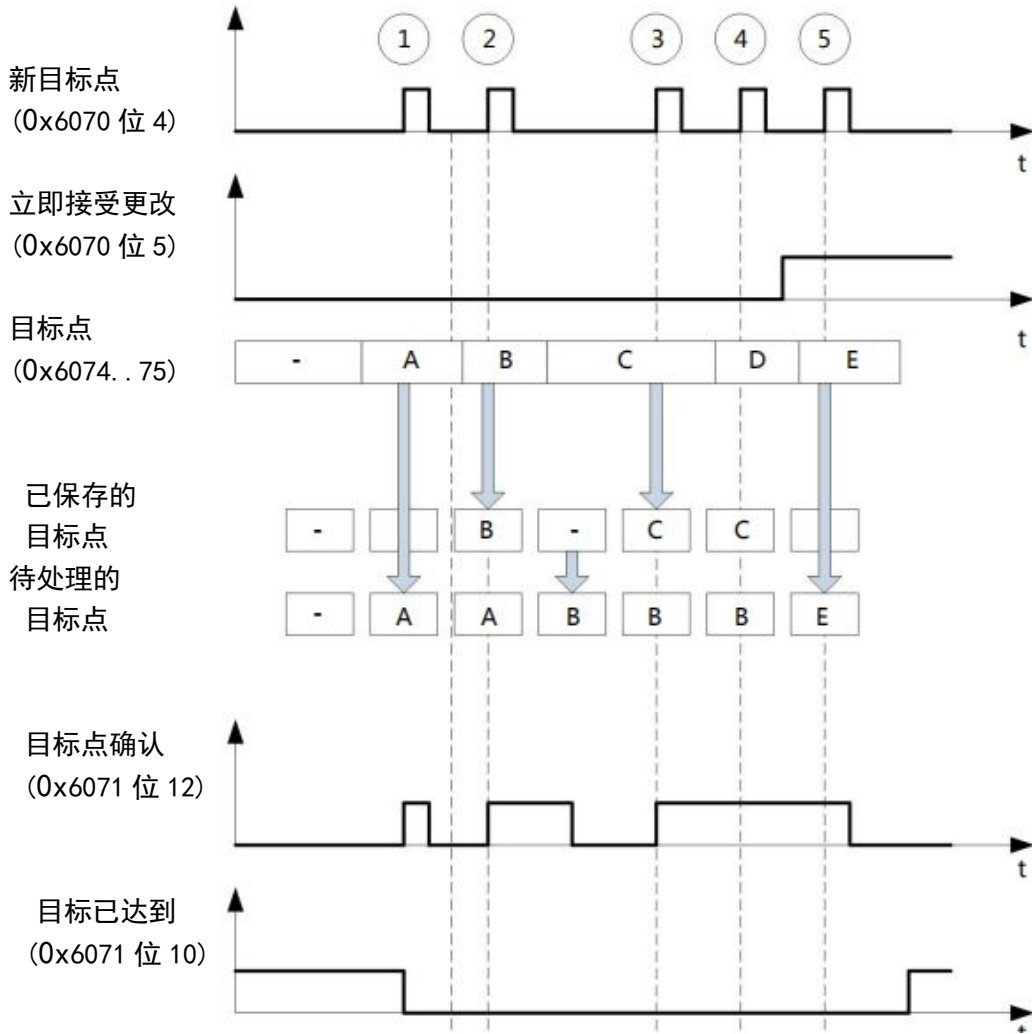 1 2 3 4 5
新目标点
(0x6070 位 4)
t
立即接受更改
(0x6070 位 5)
t
目标点
(0x6074..75)
- A B C D E
已保存的
目标点
- B - C C
待处理的
目标点
- A A B B B E
目标点确认
(0x6071 位 12)
t
目标已达到
(0x6071 位 10)
t